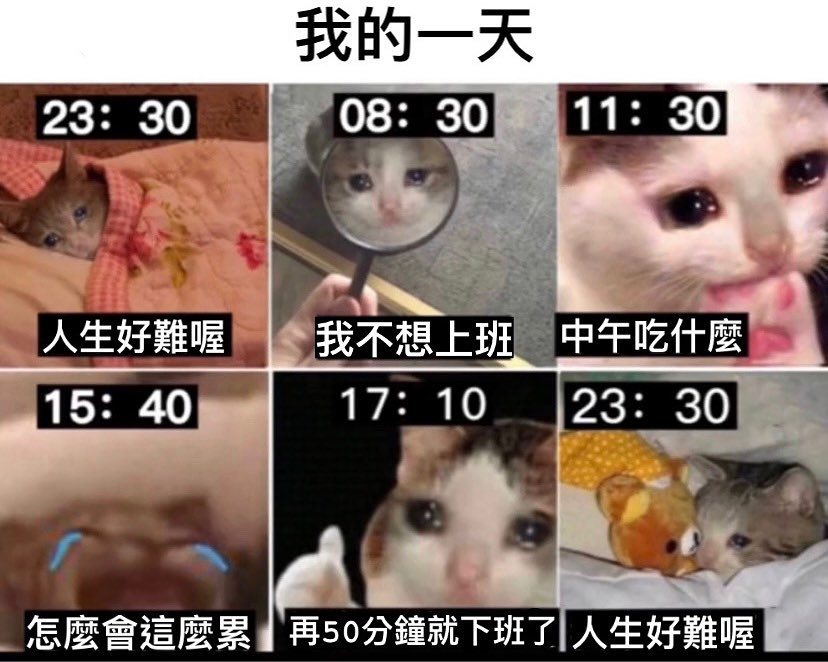 我的一天
23: 30
人生好難喔
08: 30
我不想上班
11: 30
中午吃什麼
15: 40
怎麼會這麼累
17: 10
再50分鐘就下班了
23: 30
人生好難喔